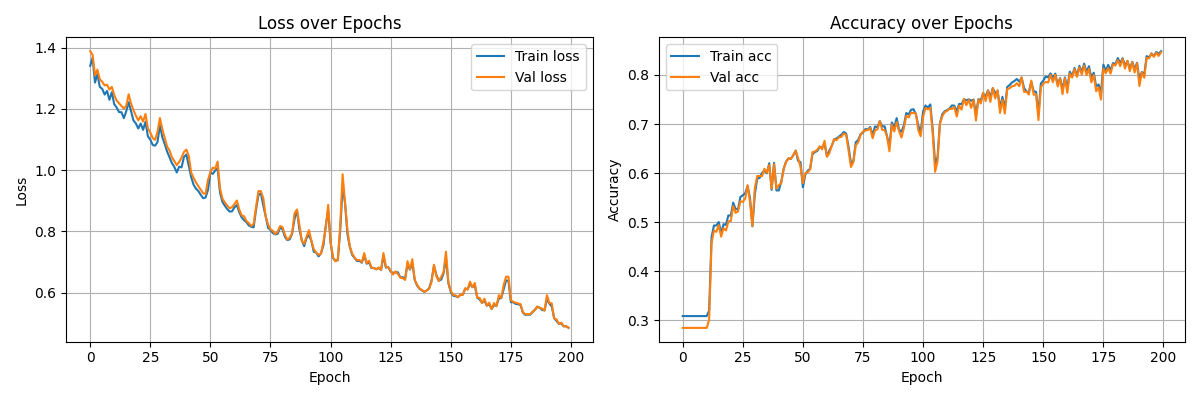 Loss over Epochs
Train loss
Val loss
Loss
1.4
1.2
1.0
0.8
0.6
0 25 50 75 100 125 150 175 200
Epoch
Accuracy over Epochs
Train acc
Val acc
Accuracy
0.8
0.7
0.6
0.5
0.4
0.3
0 25 50 75 100 125 150 175 200
Epoch